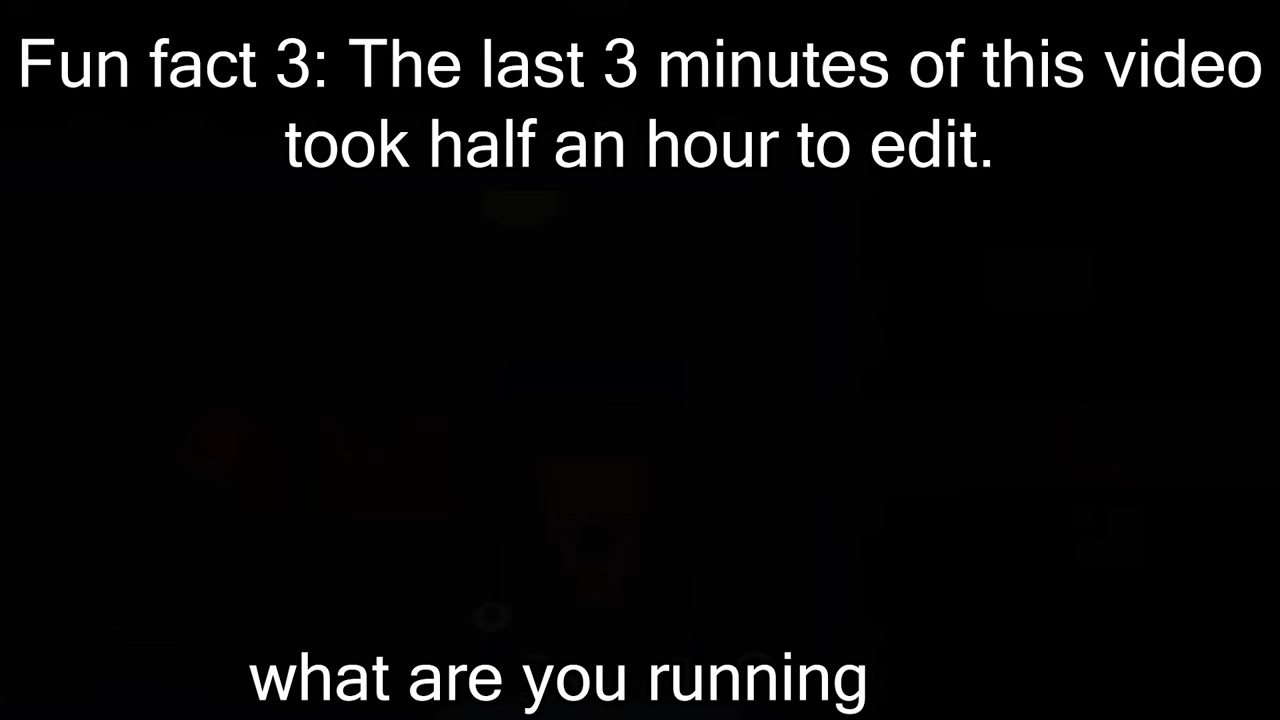 Fun fact 3: The last 3 minutes of this video
took half an hour to edit.
what are you running